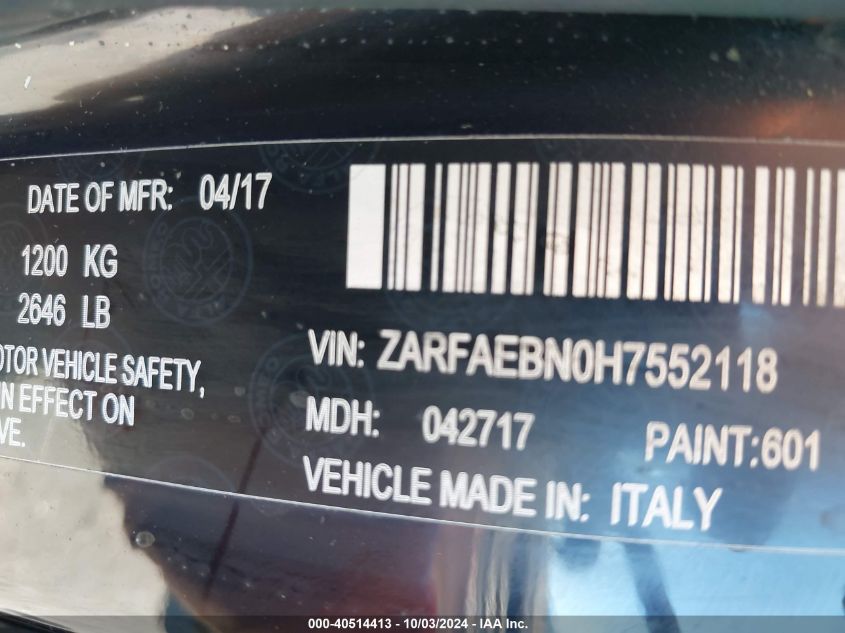 DATE OF MFR: 04/17
1200 KG
2646 LB
OTOR VEHICLE SAFETY,
IN EFFECT ON
VE.
VIN: ZARFAEBN0H7552118
MDH: 042717 PAINT:601
VEHICLE MADE IN: ITALY
000-40514413 - 10/03/2024 - IAA Inc.